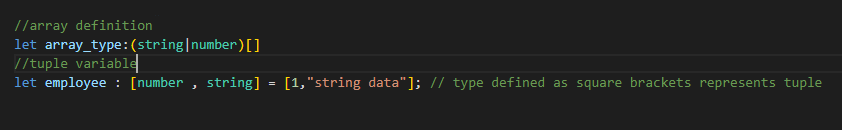 //array definition
let array_type:(string|number)[]
//tuple variable
let employee : [number , string] = [1,"string data"]; // type defined as square brackets represents tuple